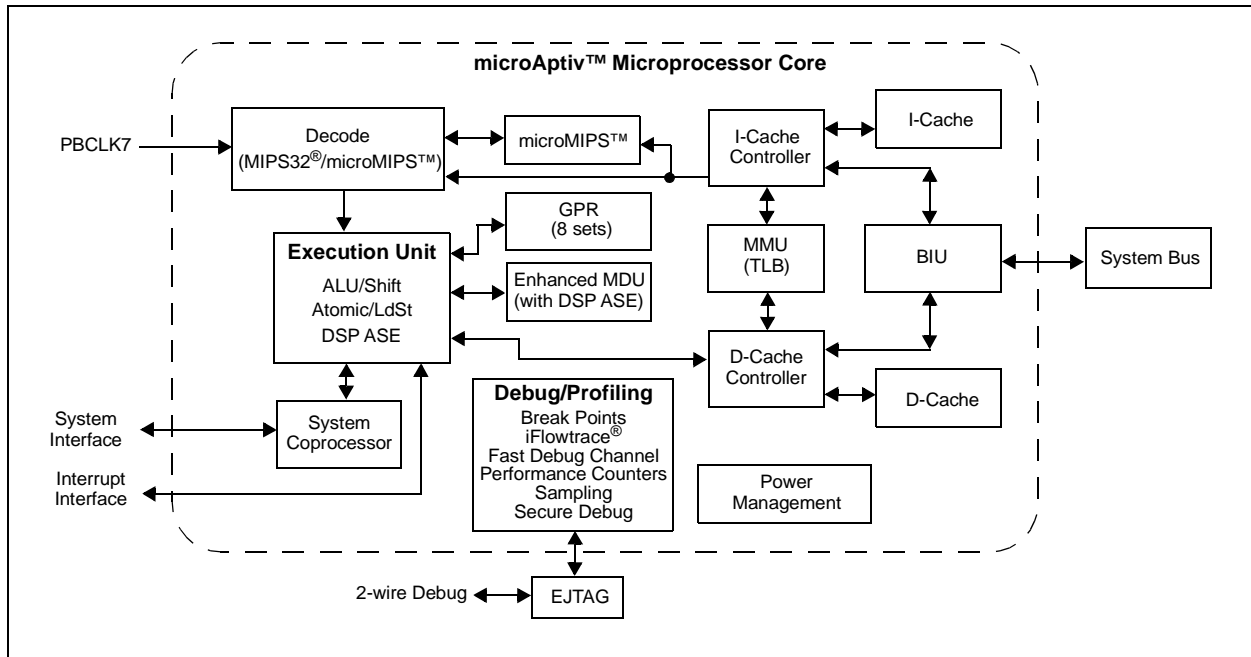 microAptiv™ Microprocessor Core
PBCLK7
Decode
(MIPS32®/microMIPS™)
microMIPS™
I-Cache
Controller
I-Cache
GPR
(8 sets)
Execution Unit
ALU/Shift
Atomic/LdSt
DSP ASE
Enhanced MDU
(with DSP ASE)
MMU
(TLB)
BIU
System Bus
D-Cache
Controller
D-Cache
Debug/Profiling
Break Points
iFlowtrace®
Fast Debug Channel
Performance Counters
Sampling
Secure Debug
System
Coprocessor
System
Interface
Interrupt
Interface
Power
Management
2-wire Debug
EJTAG